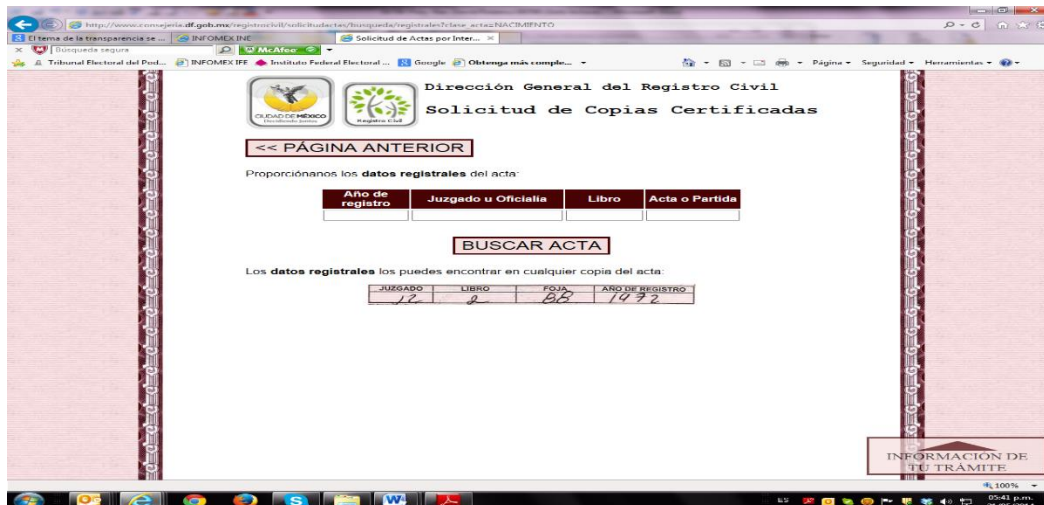 http://www.consejeria.df.gob.mx/registrocivil/solicitudactas/busqueda/registrales?clase_acta=NACIMIENTO
El tema de la transparencia se ...
INFOMEX INE
Solicitud de Actas por Inter...
Búsqueda segura
McAfee
Tribunal Electoral del Pod...
INFOMEX IFE
Instituto Federal Electoral ...
Google
Obtenga más comple...
Página
Seguridad
Herramientas
Dirección General del Registro Civil
Solicitud de Copias Certificadas
CIUDAD DE MÉXICO
Decidiendo Juntos
Registro Civil
<< PÁGINA ANTERIOR
Proporciónanos los datos registrales del acta:
Año de registro Juzgado u Oficialia Libro Acta o Partida
BUSCAR ACTA
Los datos registrales los puedes encontrar en cualquier copia del acta:
JUZGADO LIBRO FOJA AÑO DE REGISTRO
12 2 88 1972
INFORMACIÓN DE
TU TRÁMITE
100%
ES
05:41 p.m.